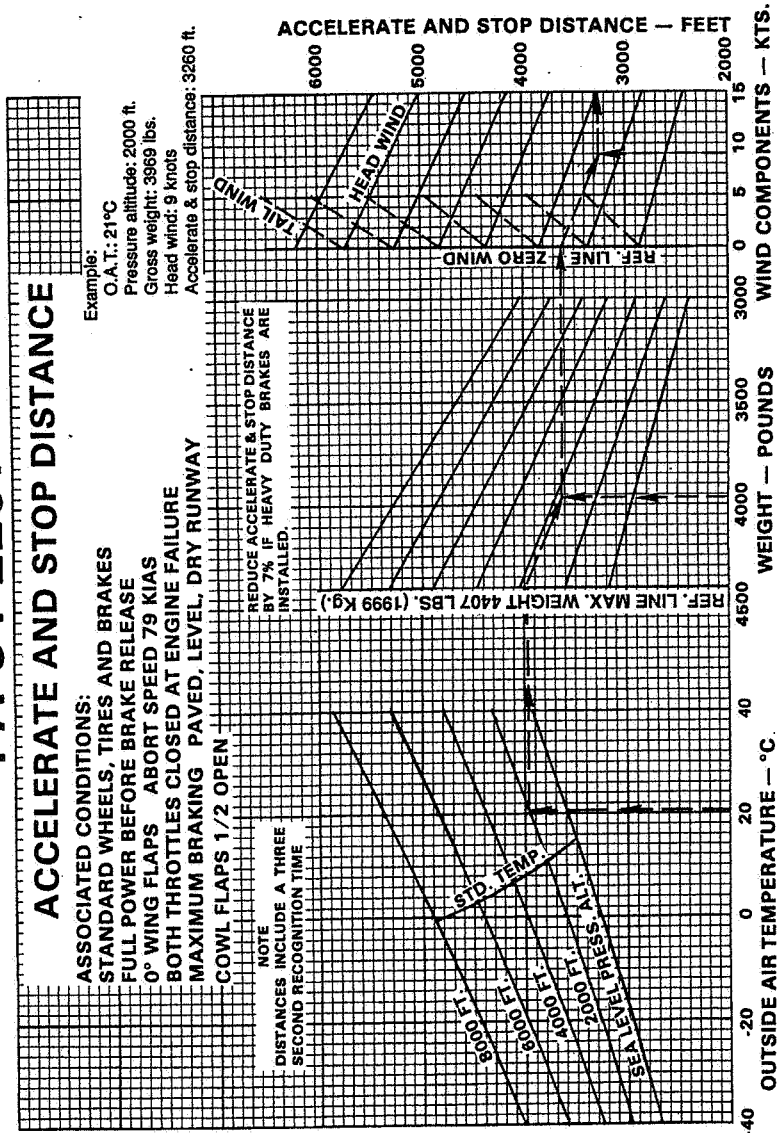 ACCELERATE AND STOP DISTANCE
ASSOCIATED CONDITIONS:
STANDARD WHEELS, TIRES AND BRAKES
FULL POWER BEFORE BRAKE RELEASE
0° WING FLAPS ABORT SPEED 79 KIAS
BOTH THROTTLES CLOSED AT ENGINE FAILURE
MAXIMUM BRAKING PAVED, LEVEL, DRY RUNWAY
COWL FLAPS 1/2 OPEN
Example:
O.A.T.: 21°C
Pressure altitude: 2000 ft.
Gross weight: 3969 lbs.
Head wind: 9 knots
Accelerate & stop distance: 3260 ft.
NOTE
DISTANCES INCLUDE A THREE
SECOND RECOGNITION TIME
REDUCE ACCELERATE & STOP DISTANCE
BY 7% IF HEAVY DUTY BRAKES ARE
INSTALLED.
8000 FT.
6000 FT.
4000 FT.
2000 FT.
SEA LEVEL PRESS. ALT.
STD. TEMP.
REF. LINE MAX. WEIGHT 4407 LBS. (1999 Kg.)
REF. LINE ZERO WIND
TAIL WIND
HEAD WIND
ACCELERATE AND STOP DISTANCE — FEET
6000
5000
4000
3000
2000
-40
-20
0
20
40
4500
4000
3500
3000
0
5
10
15
OUTSIDE AIR TEMPERATURE — °C
WEIGHT — POUNDS
WIND COMPONENTS — KTS.